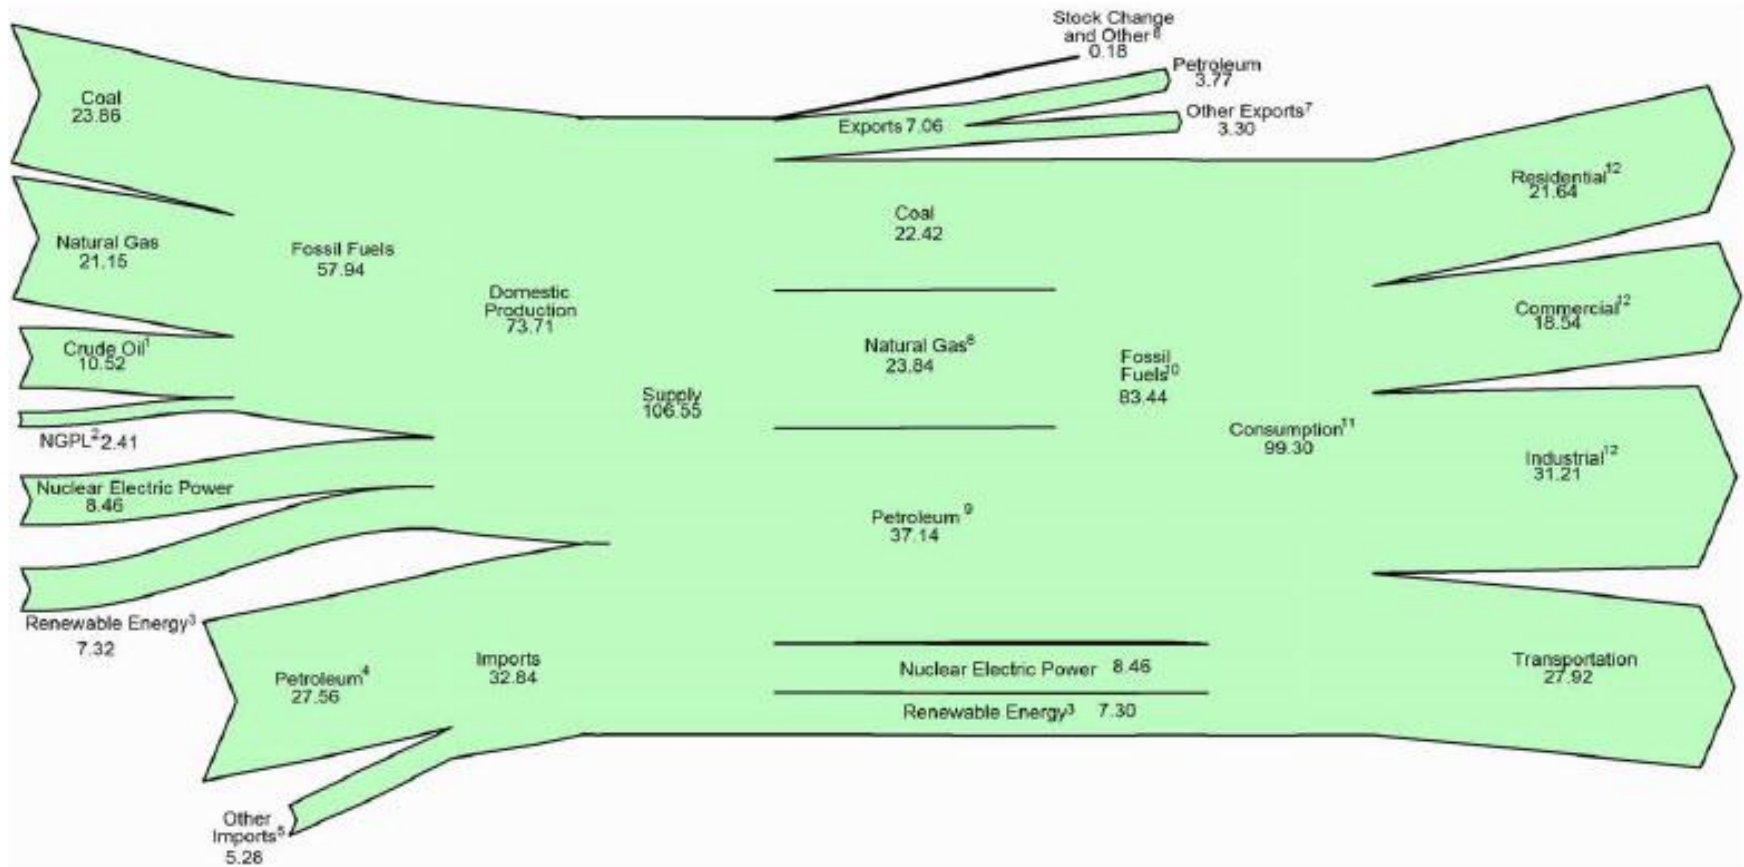 Coal
23.86
Natural Gas
21.15
Crude Oil¹
10.52
NGPL² 2.41
Nuclear Electric Power
8.46
Renewable Energy³
7.32
Fossil Fuels
57.94
Domestic
Production
73.71
Petroleum⁴
27.56
Imports
32.84
Other
Imports⁵
5.28
Supply
106.55
Stock Change
and Other⁶
0.18
Petroleum
3.77
Exports 7.06
Other Exports⁷
3.30
Coal
22.42
Natural Gas⁸
23.84
Petroleum⁹
37.14
Nuclear Electric Power 8.46
Renewable Energy³ 7.30
Fossil
Fuels¹⁰
83.44
Consumption¹¹
99.30
Residential¹²
21.64
Commercial¹²
18.54
Industrial¹²
31.21
Transportation
27.92